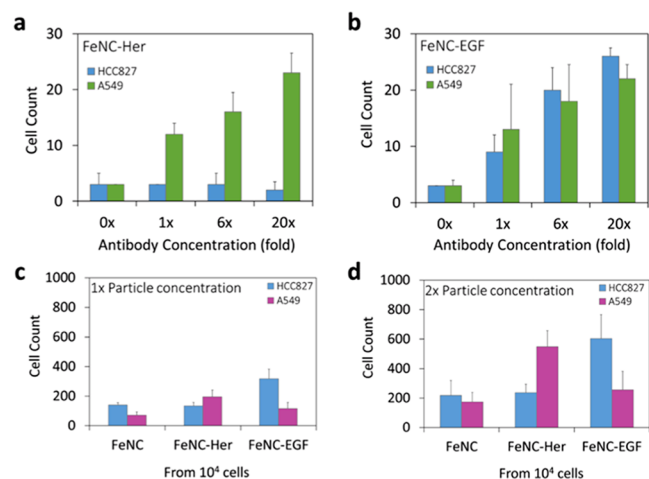 a
FeNC-Her
HCC827
A549
30
20
10
0
Cell Count
0x 1x 6x 20x
Antibody Concentration (fold)
b
FeNC-EGF
HCC827
A549
30
20
10
0
Cell Count
0x 1x 6x 20x
Antibody Concentration (fold)
c
1x Particle concentration
HCC827
A549
1000
800
600
400
200
0
Cell Count
FeNC FeNC-Her FeNC-EGF
From 10⁴ cells
d
2x Particle concentration
HCC827
A549
1000
800
600
400
200
0
Cell Count
FeNC FeNC-Her FeNC-EGF
From 10⁴ cells